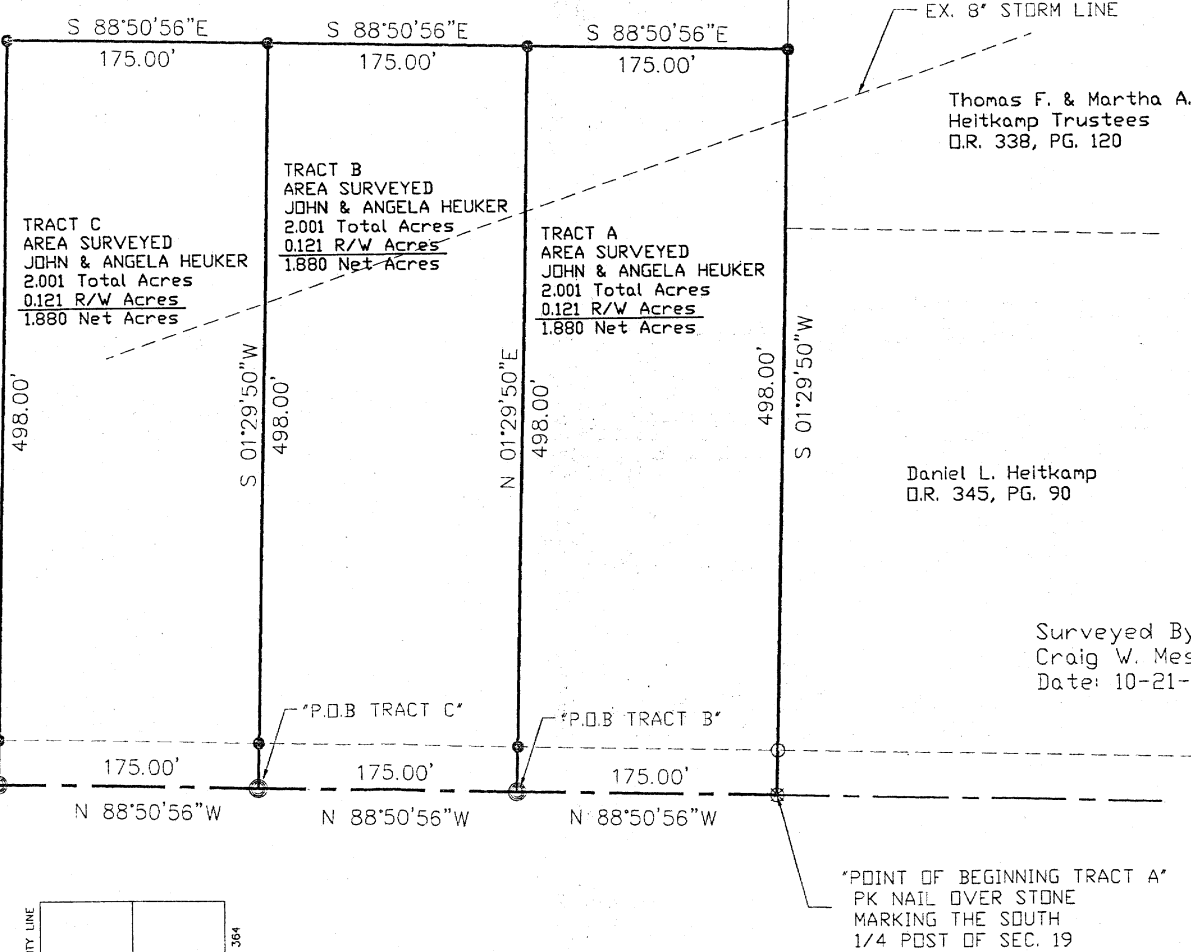 EX. 8" STORM LINE
S 88°50'56"E
S 88°50'56"E
S 88°50'56"E
175.00'
175.00'
175.00'
Thomas F. & Martha A.
Heitkamp Trustees
O.R. 338, PG. 120
TRACT C
AREA SURVEYED
JOHN & ANGELA HEUKER
2.001 Total Acres
0.121 R/W Acres
1.880 Net Acres
TRACT B
AREA SURVEYED
JOHN & ANGELA HEUKER
2.001 Total Acres
0.121 R/W Acres
1.880 Net Acres
TRACT A
AREA SURVEYED
JOHN & ANGELA HEUKER
2.001 Total Acres
0.121 R/W Acres
1.880 Net Acres
498.00'
S 01°29'50"W
498.00'
N 01°29'50"E
498.00'
498.00'
S 01°29'50"W
Daniel L. Heitkamp
O.R. 345, PG. 90
Surveyed By
Craig W. Mes
Date: 10-21-
"P.O.B TRACT C"
"P.O.B TRACT B"
175.00'
175.00'
175.00'
N 88°50'56"W
N 88°50'56"W
N 88°50'56"W
"POINT OF BEGINNING TRACT A"
PK NAIL OVER STONE
MARKING THE SOUTH
1/4 POST OF SEC. 19
LINE
364